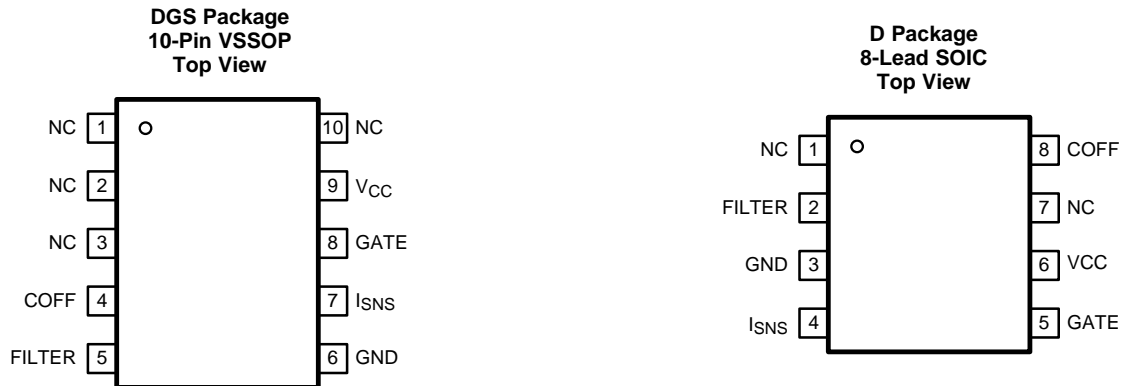 DGS Package
10-Pin VSSOP
Top View
NC 1 10 NC
NC 2 9 VCC
NC 3 8 GATE
COFF 4 7 ISNS
FILTER 5 6 GND
D Package
8-Lead SOIC
Top View
NC 1 8 COFF
FILTER 2 7 NC
GND 3 6 VCC
ISNS 4 5 GATE